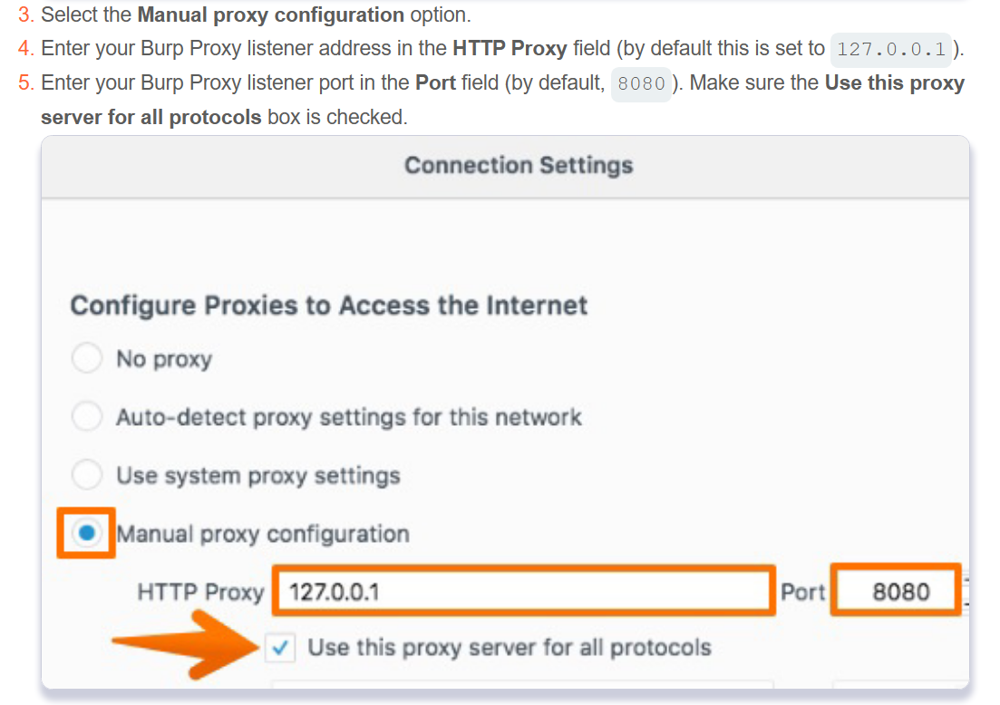 3. Select the Manual proxy configuration option.
4. Enter your Burp Proxy listener address in the HTTP Proxy field (by default this is set to 127.0.0.1).
5. Enter your Burp Proxy listener port in the Port field (by default, 8080). Make sure the Use this proxy
server for all protocols box is checked.
Connection Settings
Configure Proxies to Access the Internet
No proxy
Auto-detect proxy settings for this network
Use system proxy settings
Manual proxy configuration
HTTP Proxy 127.0.0.1 Port 8080
Use this proxy server for all protocols